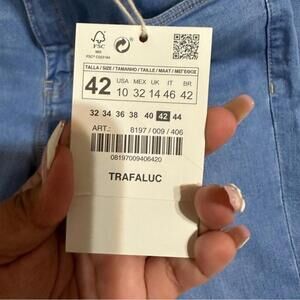 FSC
MIX
FSC® C023144
TALLA / SIZE / TAMANHO / TAILLE / MAAT / ΜΕΓΕΘΟΣ
42 USA MEX UK IT BR
10 32 14 46 42
32 34 36 38 40 42 44
ART.: 8197 / 009 / 406
08197009406420
TRAFALUC